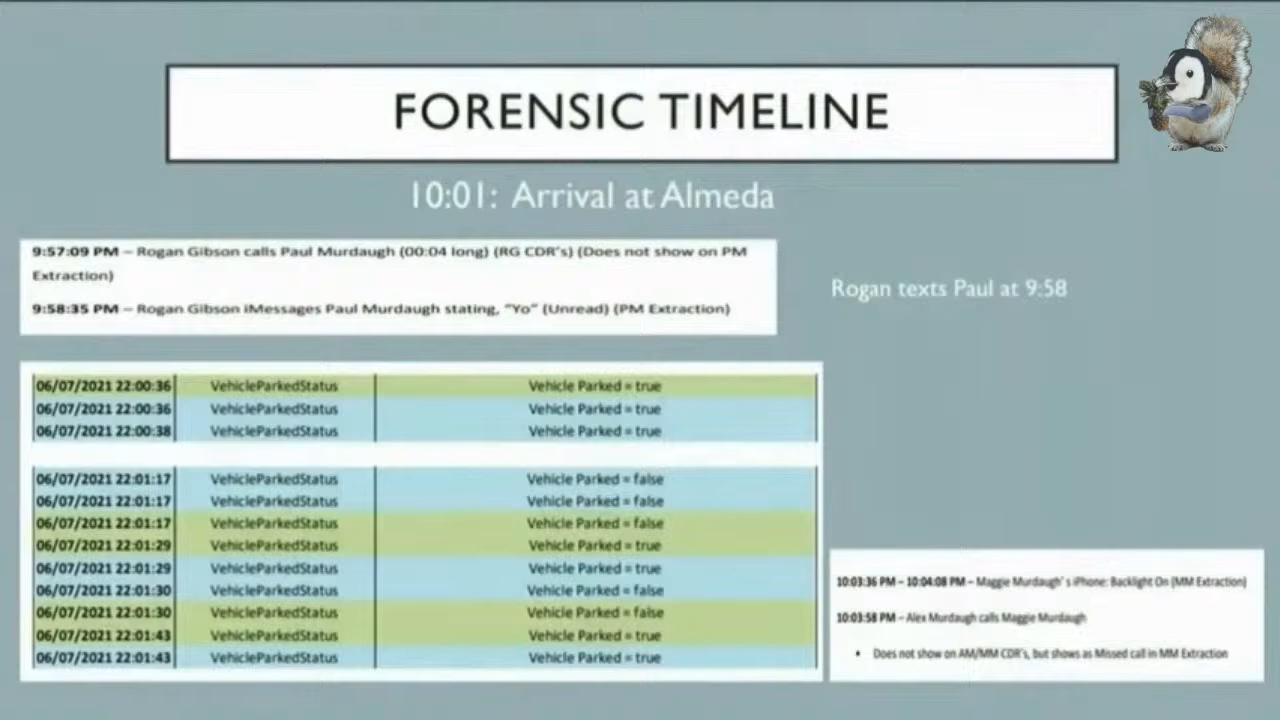 FORENSIC TIMELINE
10:01: Arrival at Almeda
9:57:09 PM – Rogan Gibson calls Paul Murdaugh (00:04 long) (RG CDR's) (Does not show on PM
Extraction)
9:58:35 PM – Rogan Gibson iMessages Paul Murdaugh stating, "Yo" (Unread) (PM Extraction)
Rogan texts Paul at 9:58
06/07/2021 22:00:36 VehicleParkedStatus Vehicle Parked = true
06/07/2021 22:00:36 VehicleParkedStatus Vehicle Parked = true
06/07/2021 22:00:38 VehicleParkedStatus Vehicle Parked = true
06/07/2021 22:01:17 VehicleParkedStatus Vehicle Parked = false
06/07/2021 22:01:17 VehicleParkedStatus Vehicle Parked = false
06/07/2021 22:01:17 VehicleParkedStatus Vehicle Parked = false
06/07/2021 22:01:29 VehicleParkedStatus Vehicle Parked = true
06/07/2021 22:01:29 VehicleParkedStatus Vehicle Parked = true
06/07/2021 22:01:30 VehicleParkedStatus Vehicle Parked = false
06/07/2021 22:01:30 VehicleParkedStatus Vehicle Parked = false
06/07/2021 22:01:43 VehicleParkedStatus Vehicle Parked = true
06/07/2021 22:01:43 VehicleParkedStatus Vehicle Parked = true
10:03:36 PM – 10:04:08 PM – Maggie Murdaugh' s iPhone: Backlight On (MM Extraction)
10:03:58 PM – Alex Murdaugh calls Maggie Murdaugh
• Does not show on AM/MM CDR's, but shows as Missed call in MM Extraction